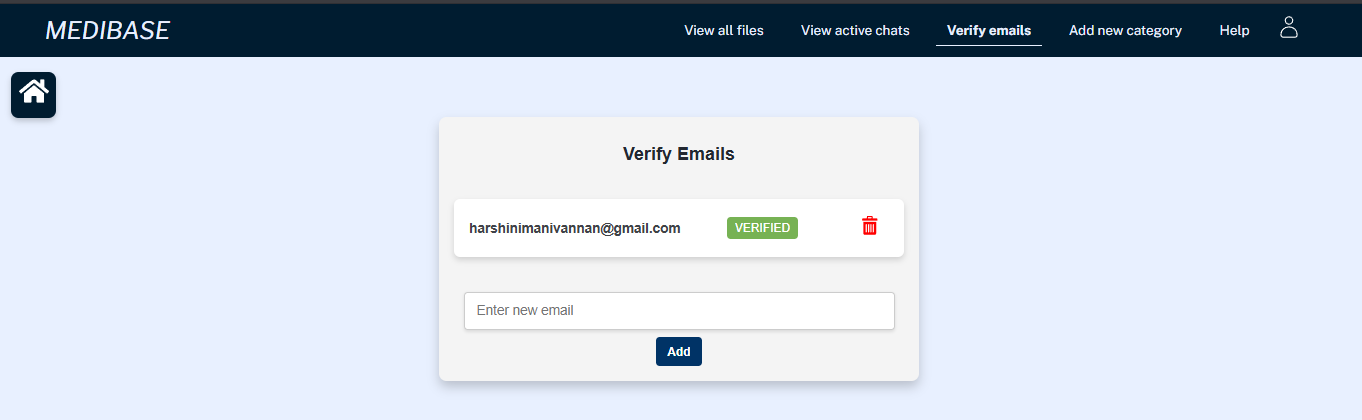 MEDIBASE View all files View active chats Verify emails Add new category Help
Verify Emails
harshinimanivannan@gmail.com VERIFIED
Enter new email
Add